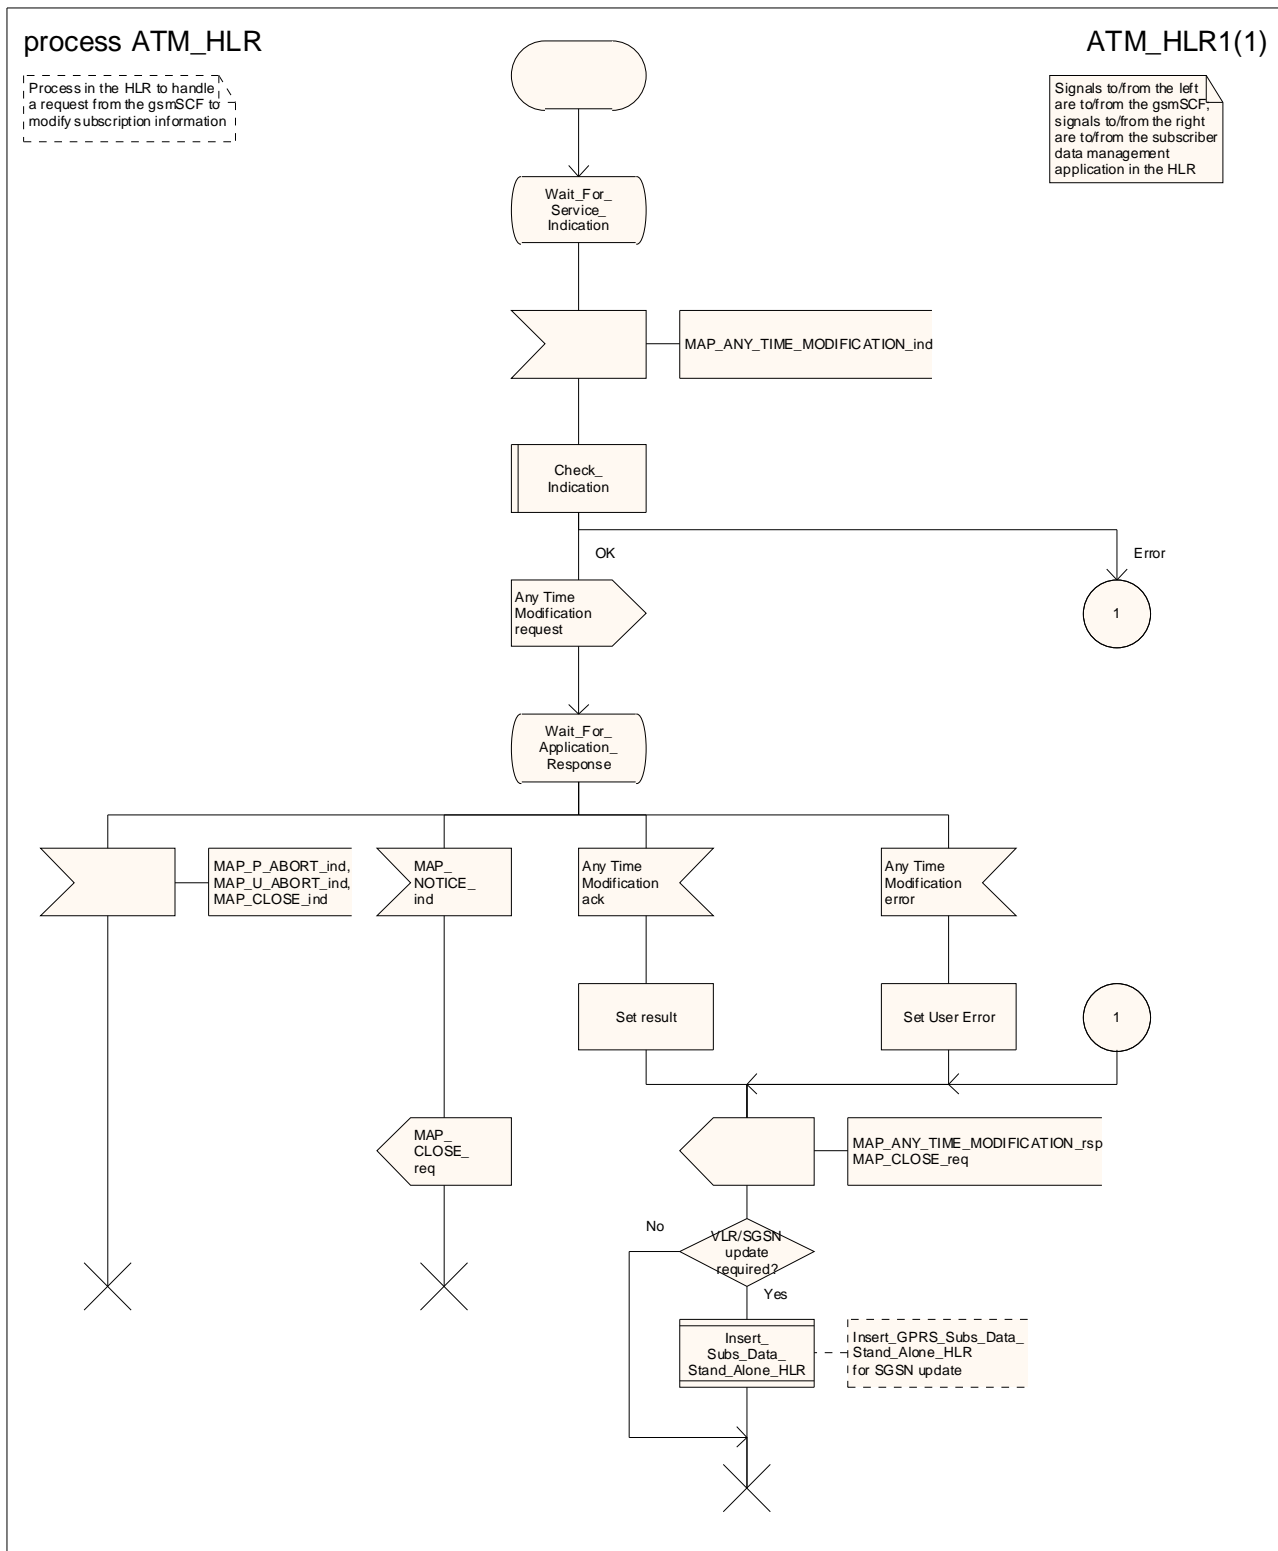 process ATM_HLR
ATM_HLR1(1)
Process in the HLR to handle
a request from the gsmSCF to
modify subscription information
Signals to/from the left
are to/from the gsmSCF;
signals to/from the right
are to/from the subscriber
data management
application in the HLR
Wait_For_
Service_
Indication
MAP_ANY_TIME_MODIFICATION_ind
Check_
Indication
OK
Error
Any Time
Modification
request
1
Wait_For_
Application_
Response
MAP_P_ABORT_ind,
MAP_U_ABORT_ind,
MAP_CLOSE_ind
MAP_
NOTICE_
ind
Any Time
Modification
ack
Any Time
Modification
error
Set result
Set User Error
1
MAP_
CLOSE_
req
MAP_ANY_TIME_MODIFICATION_rsp
MAP_CLOSE_req
No
VLR/SGSN
update
required?
Yes
Insert_
Subs_Data_
Stand_Alone_HLR
Insert_GPRS_Subs_Data_
Stand_Alone_HLR
for SGSN update